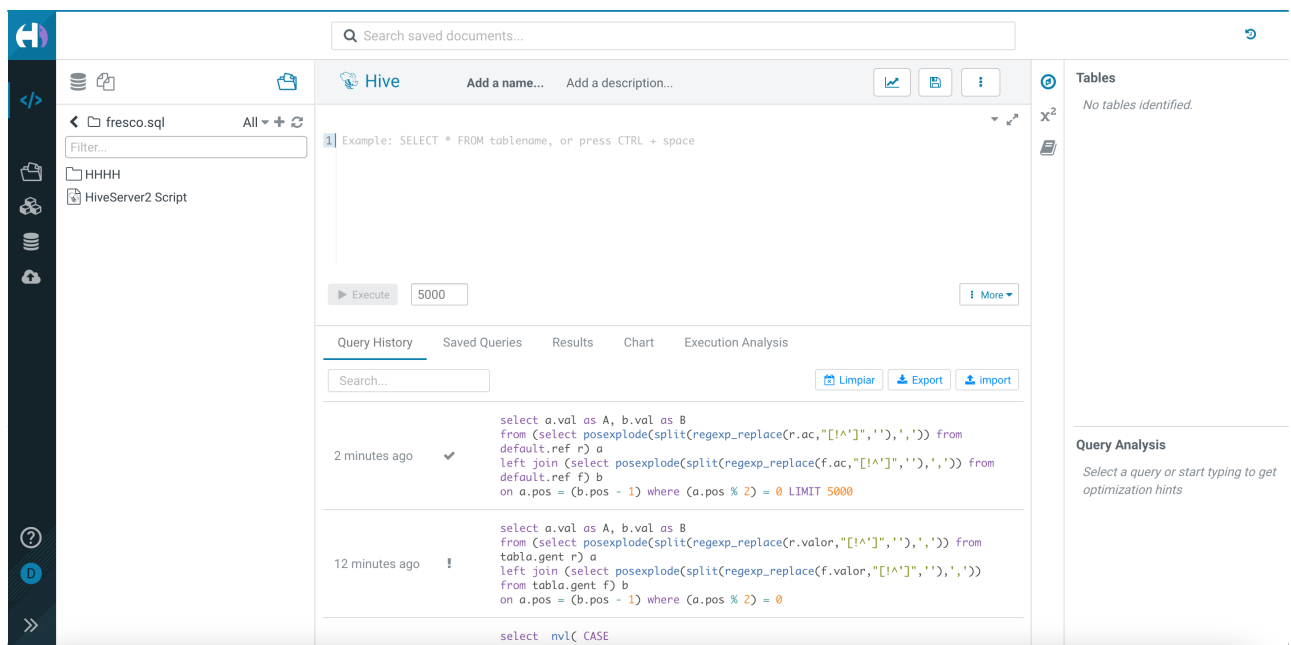 Search saved documents...
Hive
Add a name...
Add a description...
fresco.sql
All
Filter...
HHHH
HiveServer2 Script
1
Example: SELECT * FROM tablename, or press CTRL + space
Execute
5000
More
Query History
Saved Queries
Results
Chart
Execution Analysis
Search...
Limpiar
Export
import
2 minutes ago
select a.val as A, b.val as B
from (select posexplode(split(regexp_replace(r.ac,"[!^']",''),',')) from
default.ref r) a
left join (select posexplode(split(regexp_replace(f.ac,"[!^']",''),',')) from
default.ref f) b
on a.pos = (b.pos - 1) where (a.pos % 2) = 0 LIMIT 5000
12 minutes ago
!
select a.val as A, b.val as B
from (select posexplode(split(regexp_replace(r.valor,"[!^']",''),',')) from
tabla.gent r) a
left join (select posexplode(split(regexp_replace(f.valor,"[!^']",''),','))
from tabla.gent f) b
on a.pos = (b.pos - 1) where (a.pos % 2) = 0
select nvl( CASE
Tables
No tables identified.
x²
Query Analysis
Select a query or start typing to get
optimization hints
?
D